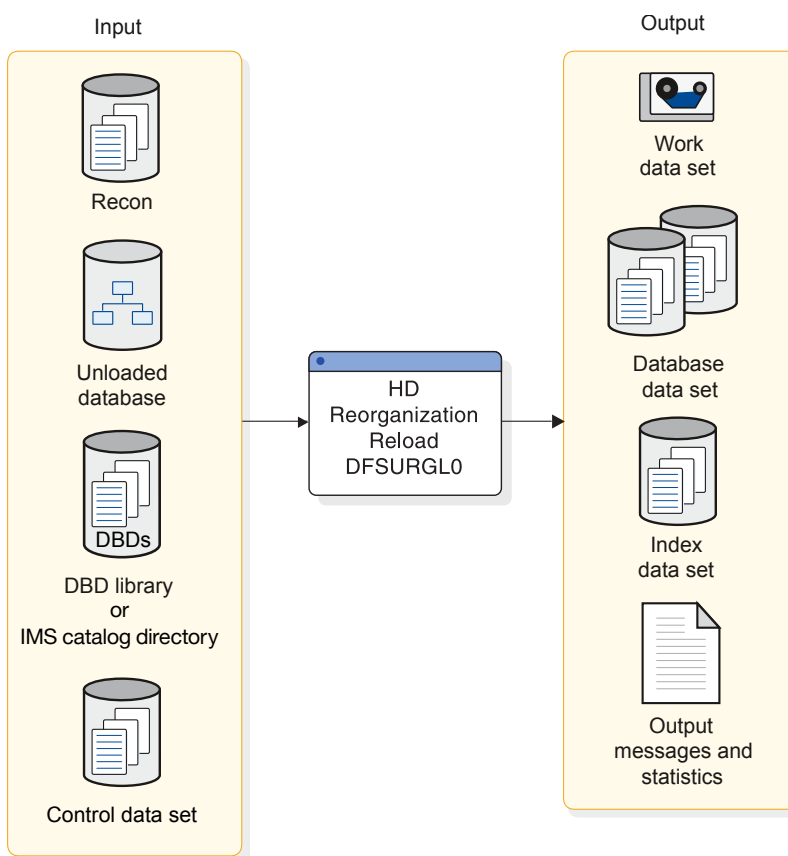 Input
Recon
Unloaded
database
DBDs
DBD library
or
IMS catalog directory
Control data set
HD
Reorganization
Reload
DFSURGL0
Output
Work
data set
Database
data set
Index
data set
Output
messages and
statistics